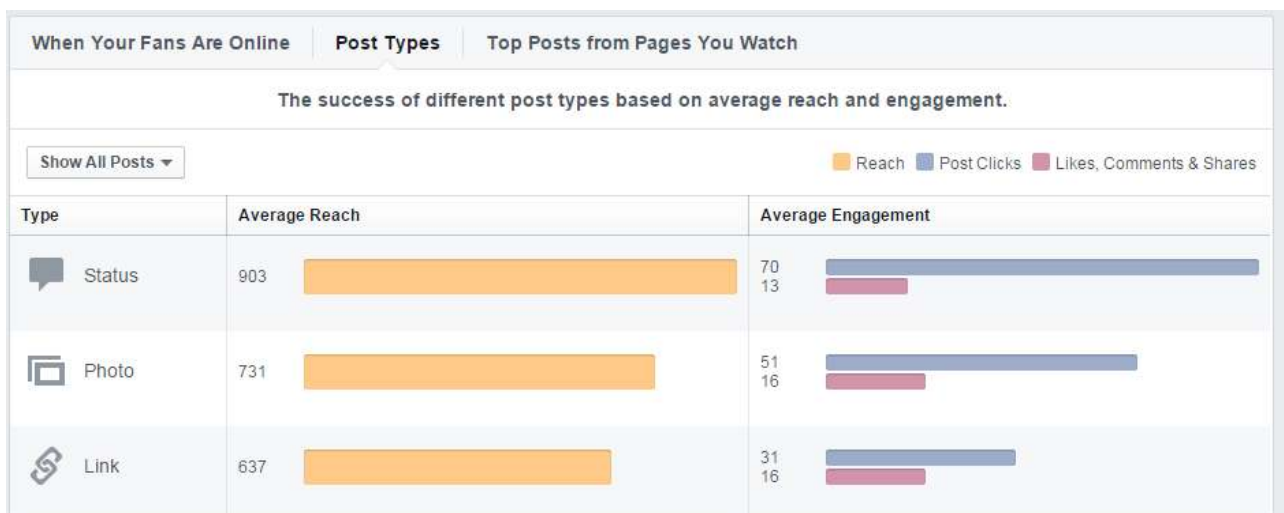 When Your Fans Are Online Post Types Top Posts from Pages You Watch
The success of different post types based on average reach and engagement.
Show All Posts Reach Post Clicks Likes, Comments & Shares
Type Average Reach Average Engagement
Status 903 70
13
Photo 731 51
16
Link 637 31
16